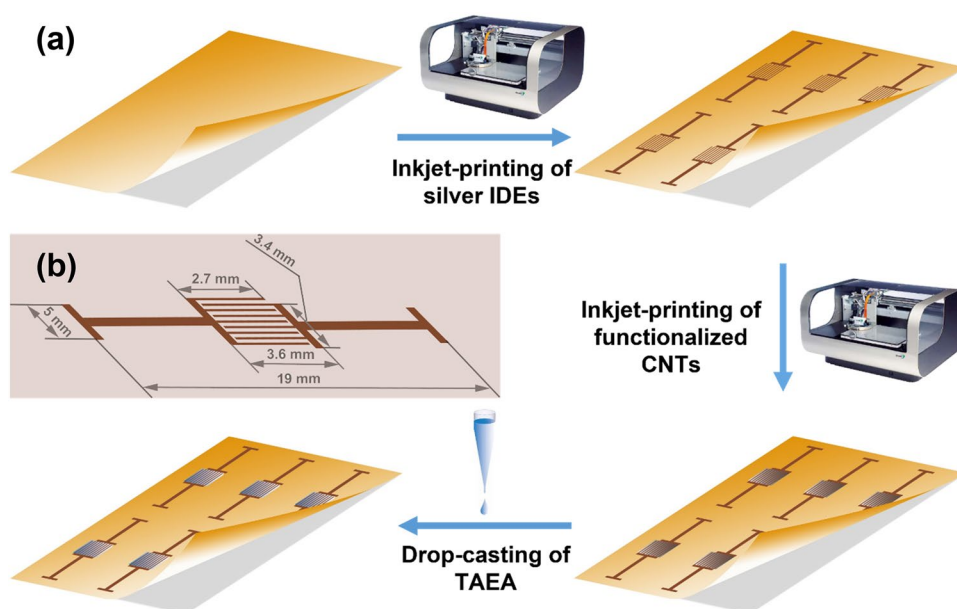 (a)
Inkjet-printing of
silver IDEs
(b)
3.4 mm
2.7 mm
5 mm
3.6 mm
19 mm
Inkjet-printing of
functionalized
CNTs
Drop-casting of
TAEA